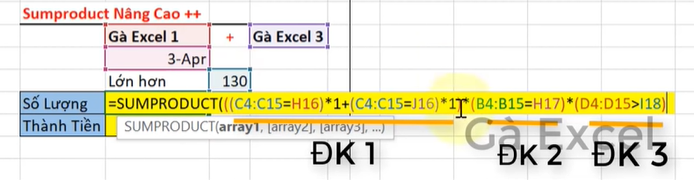 Sumproduct Nâng Cao ++
Gà Excel 1 + Gà Excel 3
3-Apr
Lớn hơn 130
Số Lượng =SUMPRODUCT(((C4:C15=H16)*1+(C4:C15=J16)*1)*(B4:B15=H17)*(D4:D15>I18)
Thành Tiền SUMPRODUCT(array1, [array2], [array3], ...)
Gà Excel
ĐK 1 ĐK 2 ĐK 3